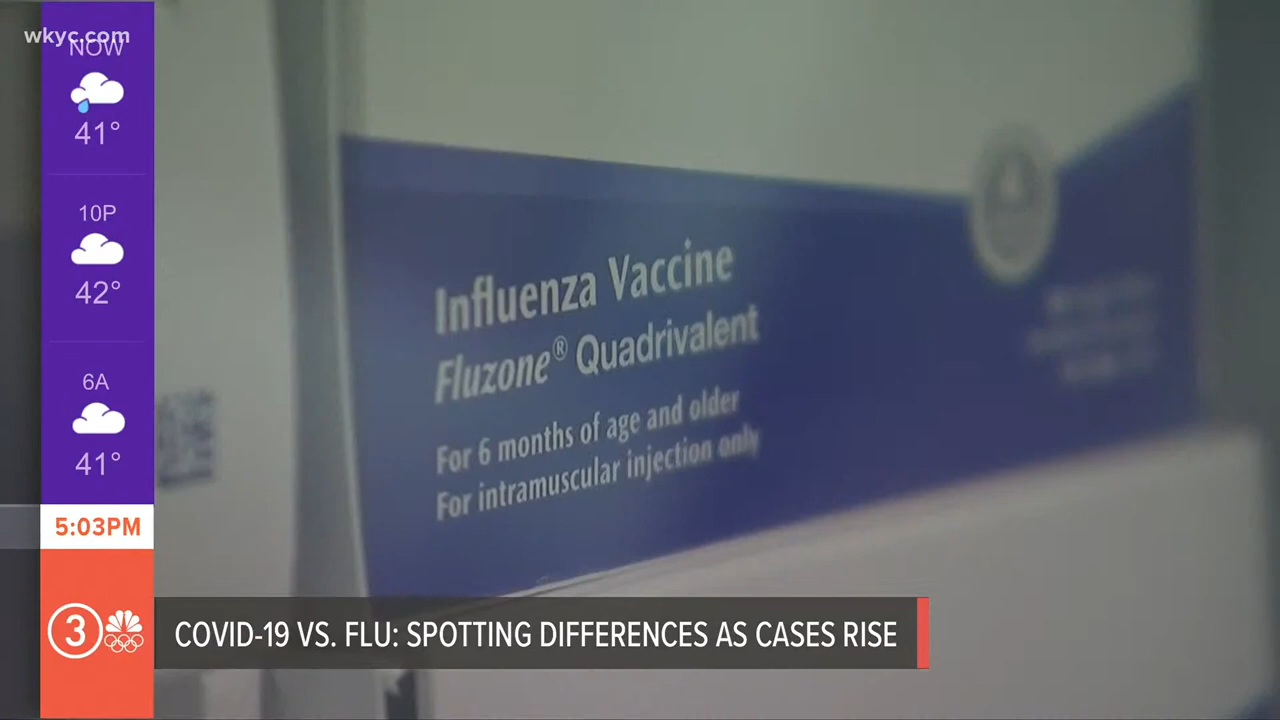 wkyc.com
NOW
41°
10P
42°
6A
41°
5:03PM
3
Influenza Vaccine
Fluzone® Quadrivalent
For 6 months of age and older
For intramuscular injection only
COVID-19 VS. FLU: SPOTTING DIFFERENCES AS CASES RISE